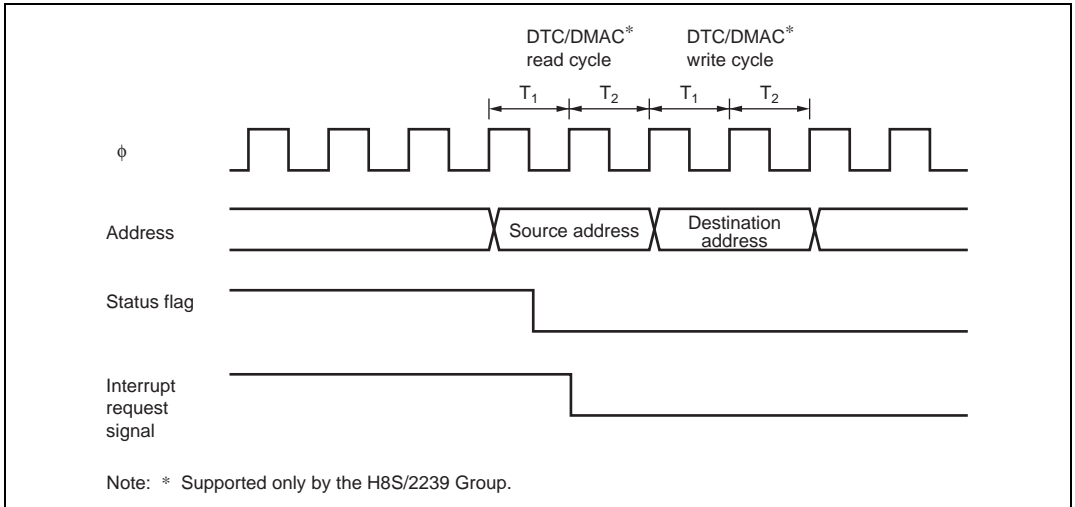 DTC/DMAC* DTC/DMAC*
read cycle write cycle
T1 T2 T1 T2
ϕ
Address
Source address
Destination
address
Status flag
Interrupt
request
signal
Note: * Supported only by the H8S/2239 Group.